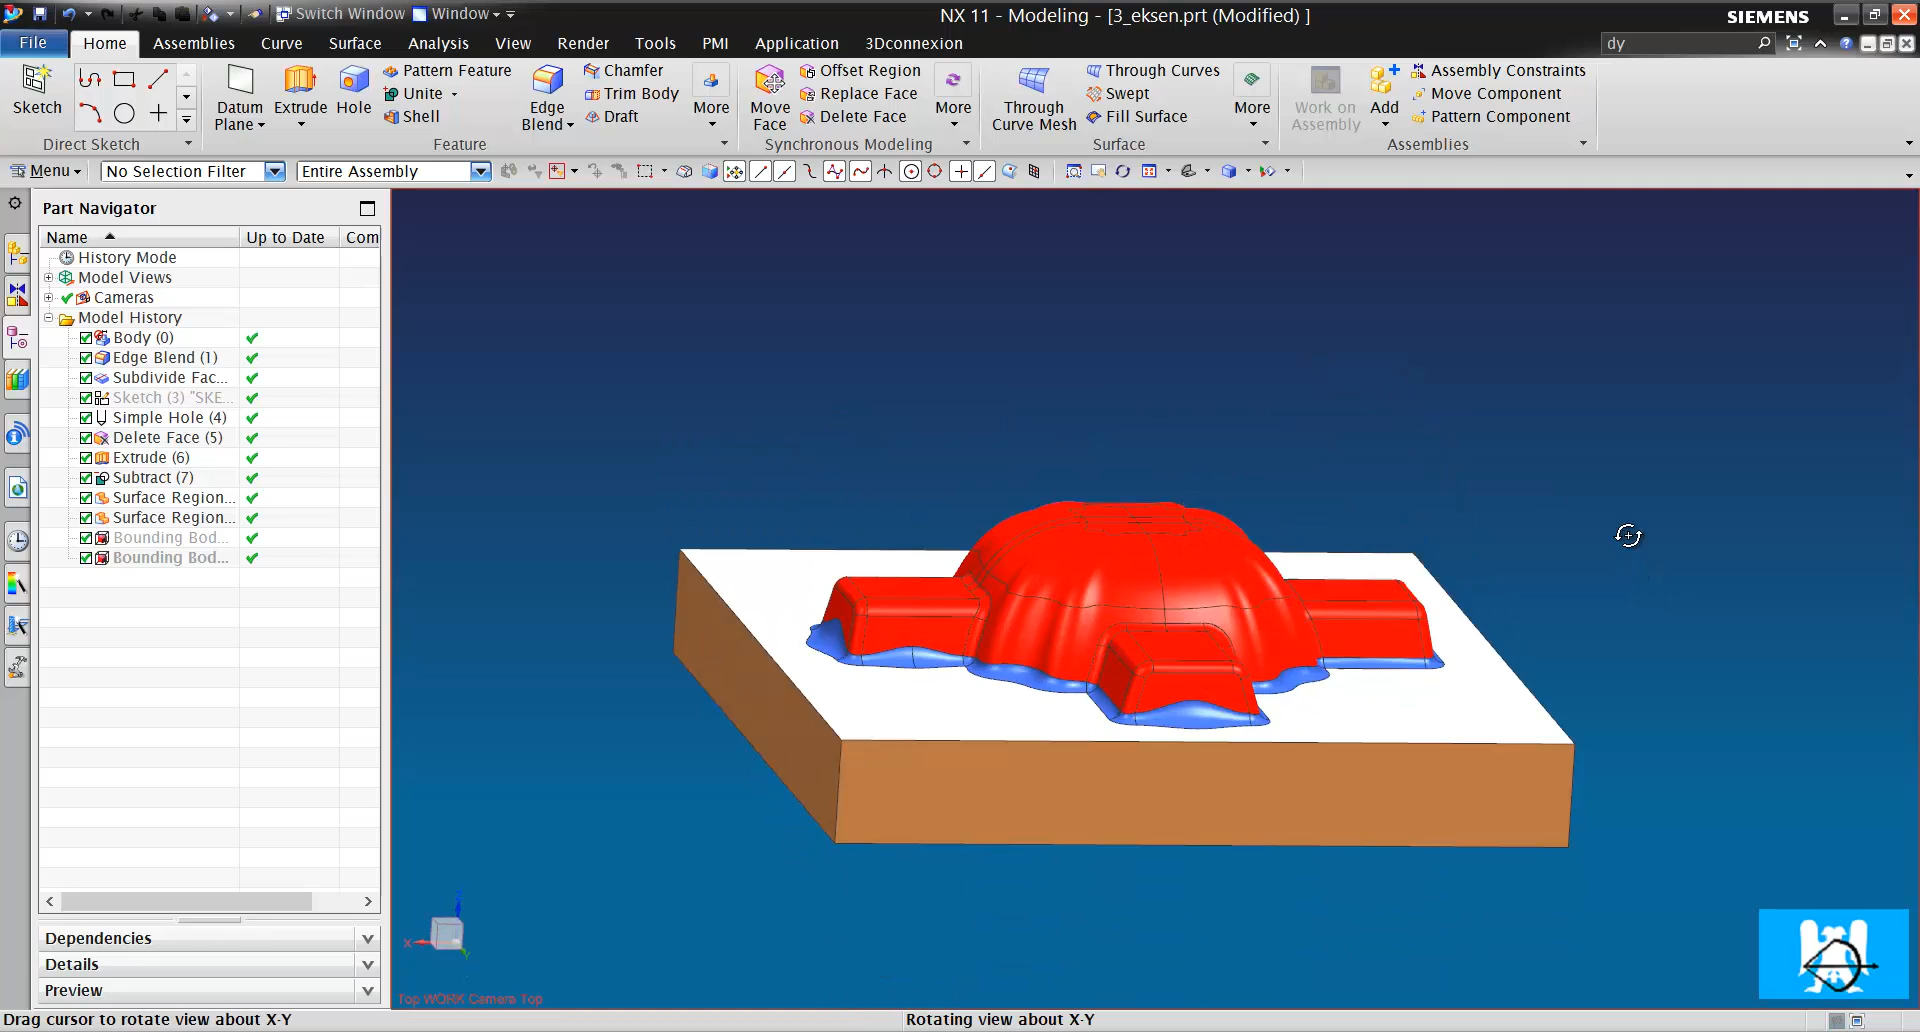 Switch Window Window NX 11 - Modeling - [3_eksen.prt (Modified) ] SIEMENS
File Home Assemblies Curve Surface Analysis View Render Tools PMI Application 3Dconnexion dy
Sketch
Direct Sketch
Datum Plane Extrude Hole
Pattern Feature
Unite
Shell
Edge Blend
Chamfer
Trim Body
Draft
More
Feature
Move Face
Offset Region
Replace Face
Delete Face
More
Synchronous Modeling
Through Curve Mesh
Through Curves
Swept
Fill Surface
More
Surface
Work on Assembly
Add
Assembly Constraints
Move Component
Pattern Component
Assemblies
Menu No Selection Filter Entire Assembly
Part Navigator
Name Up to Date Com
History Mode
Model Views
Cameras
Model History
Body (0)
Edge Blend (1)
Subdivide Fac...
Sketch (3) "SKE...
Simple Hole (4)
Delete Face (5)
Extrude (6)
Subtract (7)
Surface Region...
Surface Region...
Bounding Bod...
Bounding Bod...
Dependencies
Details
Preview
X
Top WORK Camera Top
Drag cursor to rotate view about X-Y Rotating view about X-Y